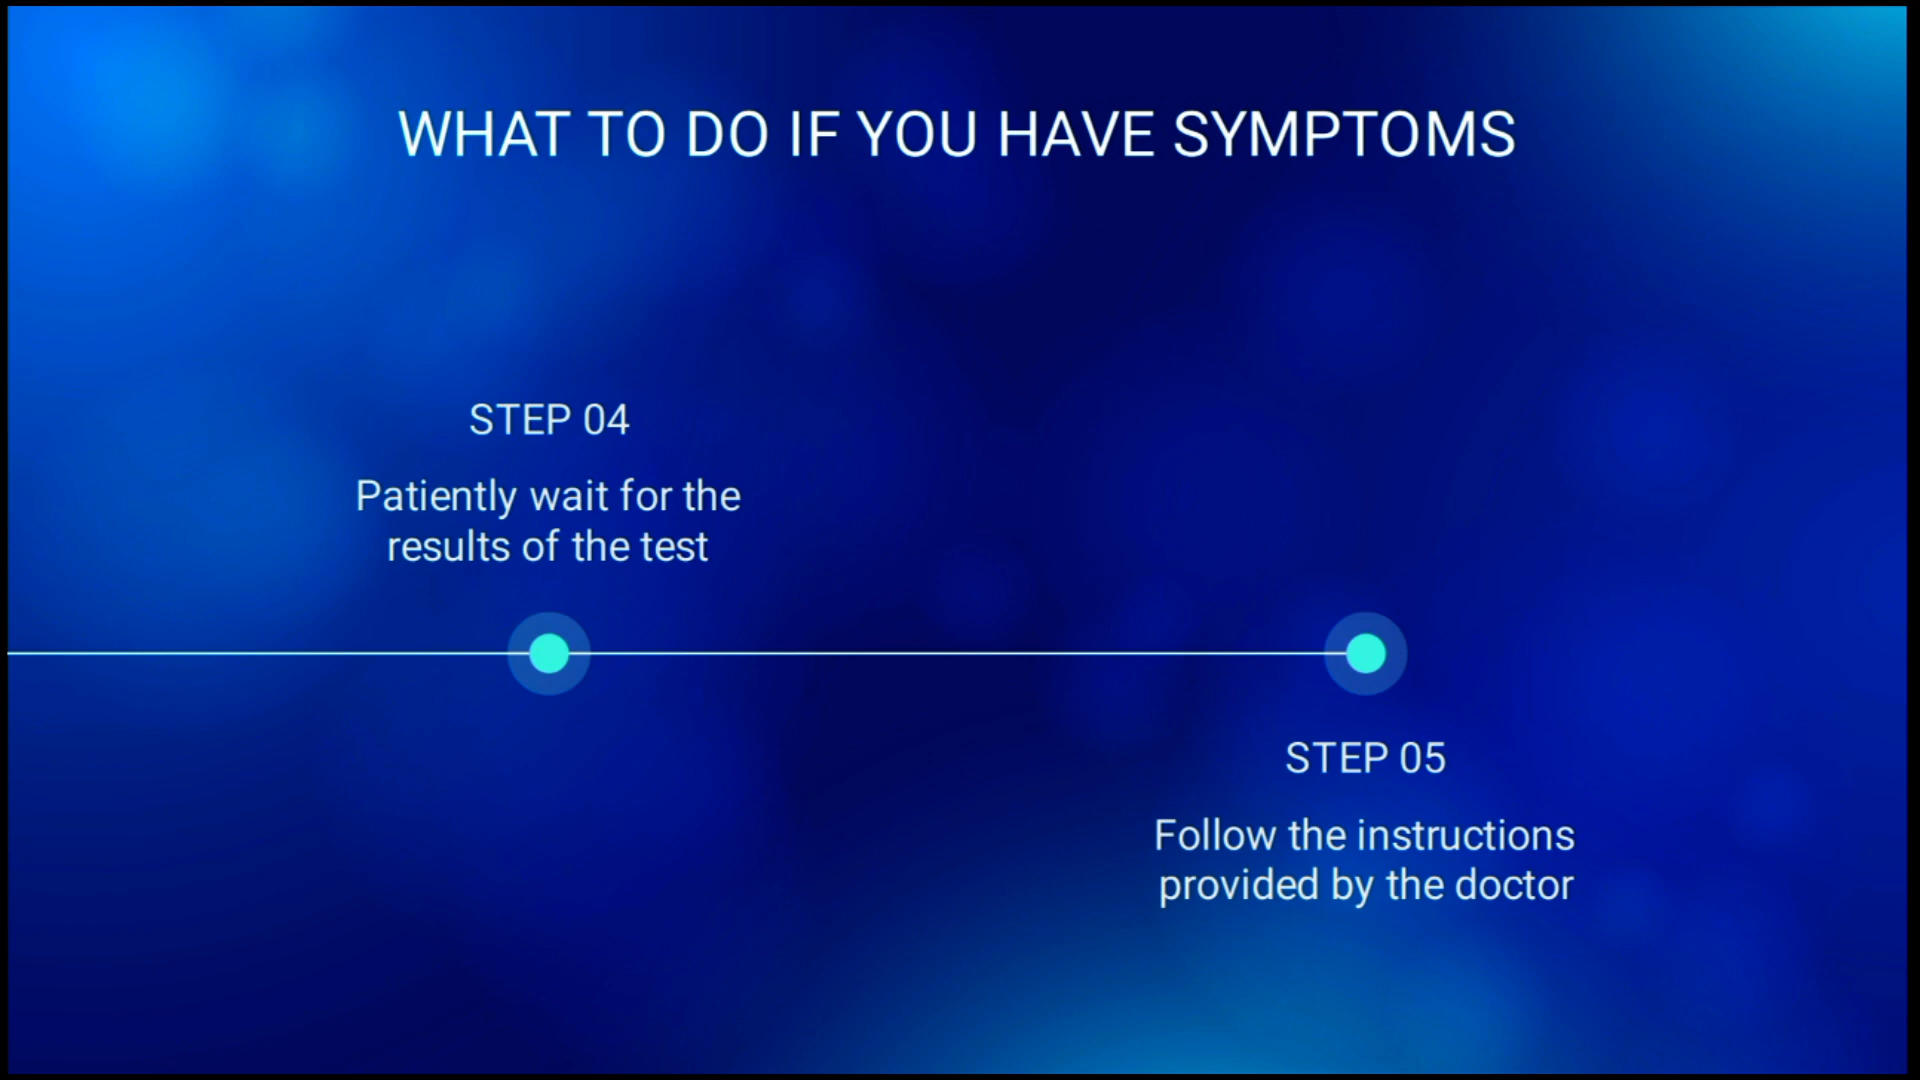 WHAT TO DO IF YOU HAVE SYMPTOMS
STEP 04
Patiently wait for the
results of the test
STEP 05
Follow the instructions
provided by the doctor